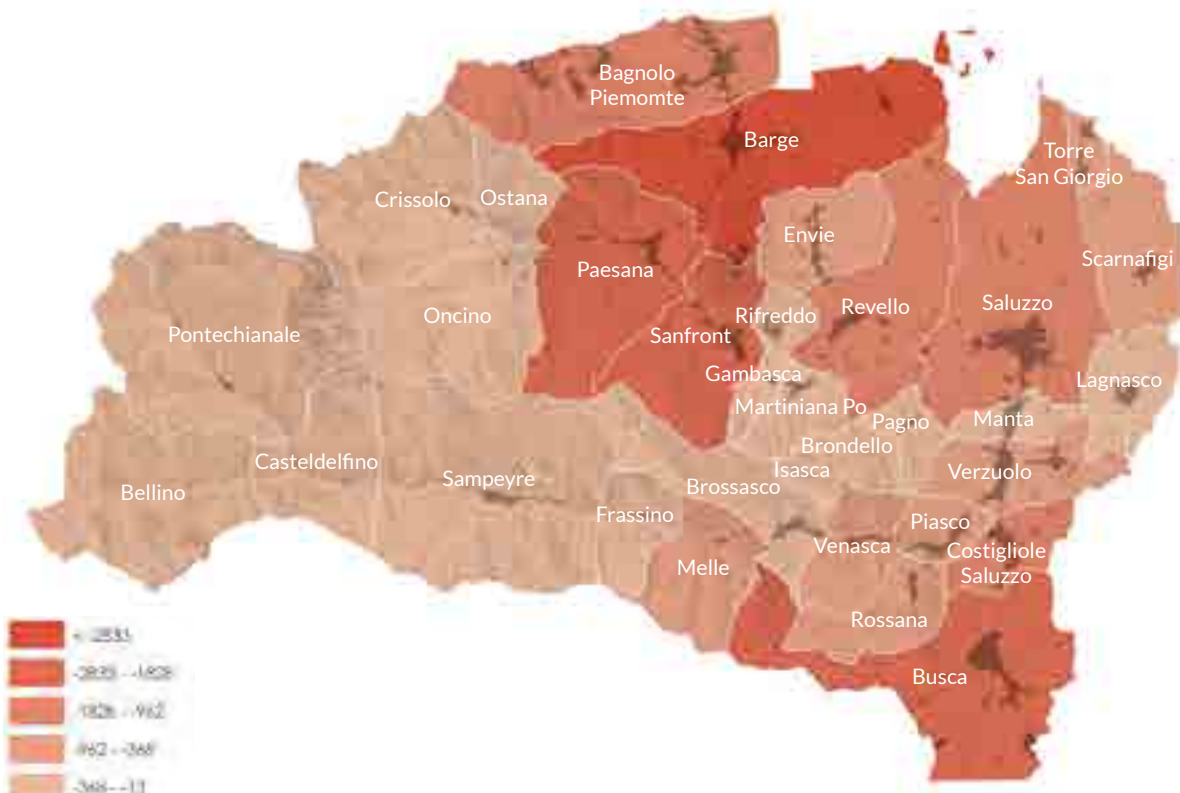 Bagnolo
Piemomte
Barge
Torre
San Giorgio
Crissolo
Ostana
Envie
Scarnafigi
Paesana
Pontechianale
Oncino
Rifreddo
Revello
Saluzzo
Sanfront
Gambasca
Lagnasco
Martiniana Po
Pagno
Manta
Brondello
Casteldelfino
Sampeyre
Isasca
Verzuolo
Bellino
Brossasco
Frassino
Piasco
Venasca
Costigliole
Saluzzo
Melle
Rossana
Busca
-962 - -368